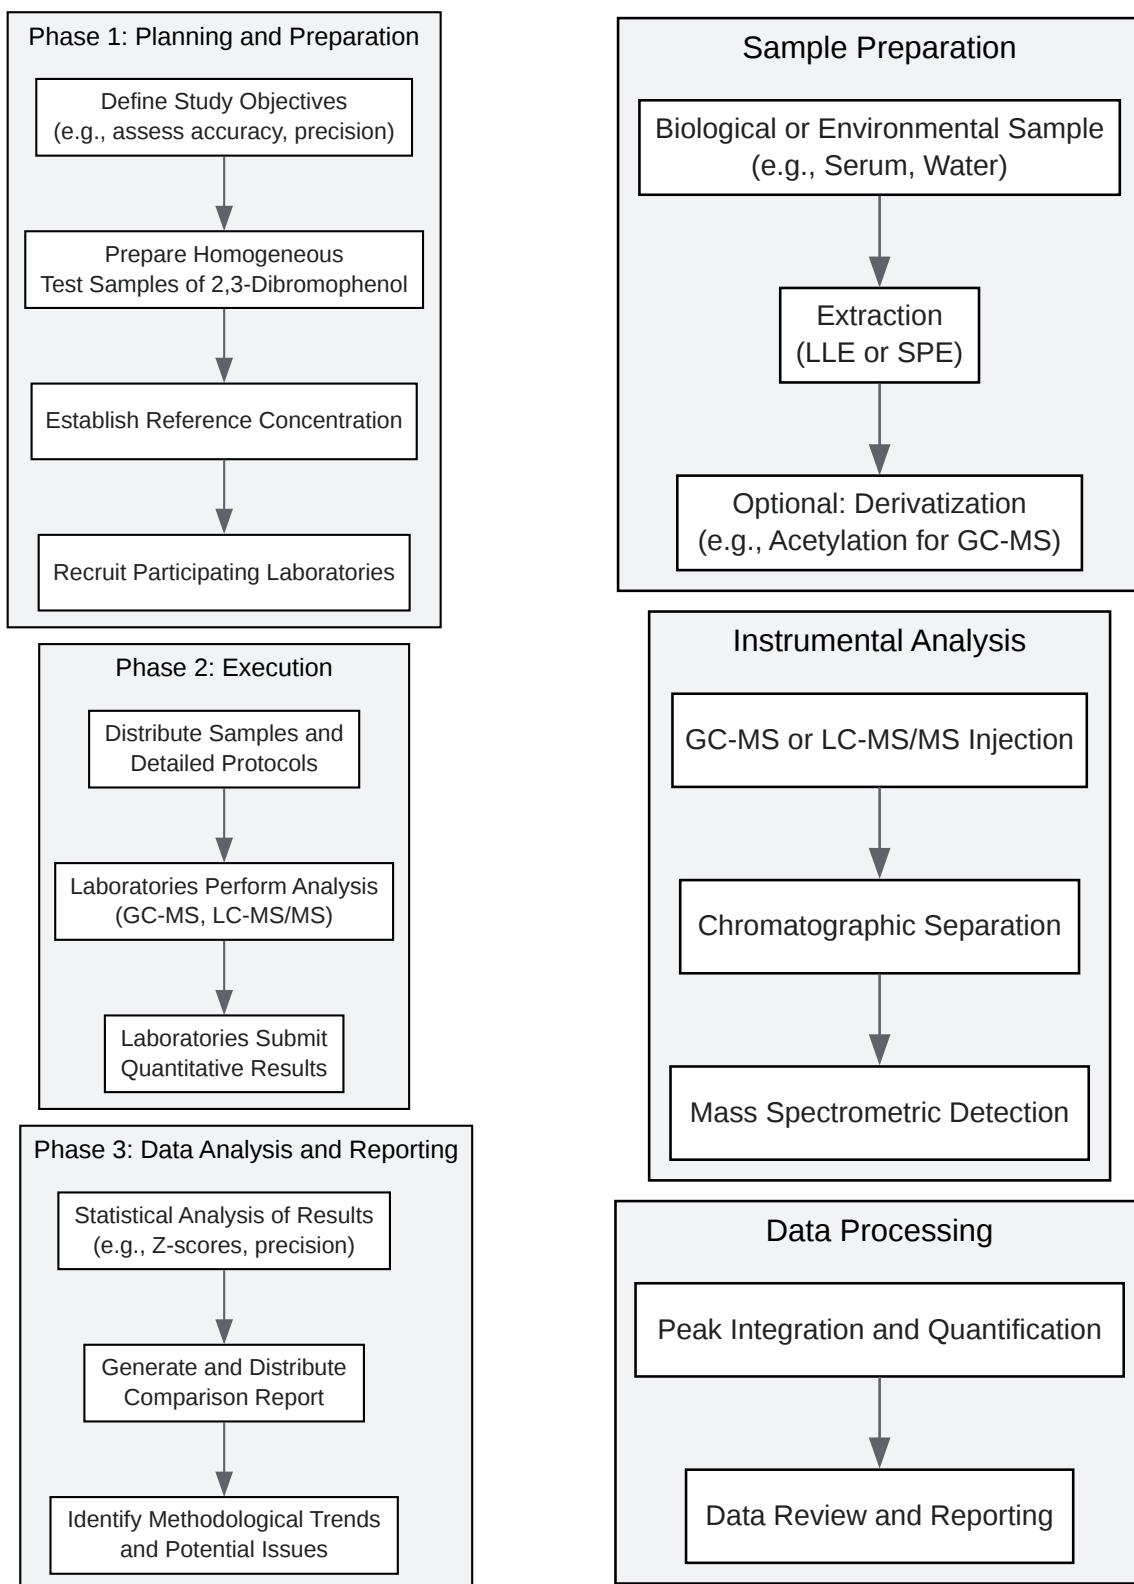 Phase 1: Planning and Preparation
Define Study Objectives
(e.g., assess accuracy, precision)
Prepare Homogeneous
Test Samples of 2,3-Dibromophenol
Establish Reference Concentration
Recruit Participating Laboratories
Phase 2: Execution
Distribute Samples and
Detailed Protocols
Laboratories Perform Analysis
(GC-MS, LC-MS/MS)
Laboratories Submit
Quantitative Results
Phase 3: Data Analysis and Reporting
Statistical Analysis of Results
(e.g., Z-scores, precision)
Generate and Distribute
Comparison Report
Identify Methodological Trends
and Potential Issues
Sample Preparation
Biological or Environmental Sample
(e.g., Serum, Water)
Extraction
(LLE or SPE)
Optional: Derivatization
(e.g., Acetylation for GC-MS)
Instrumental Analysis
GC-MS or LC-MS/MS Injection
Chromatographic Separation
Mass Spectrometric Detection
Data Processing
Peak Integration and Quantification
Data Review and Reporting